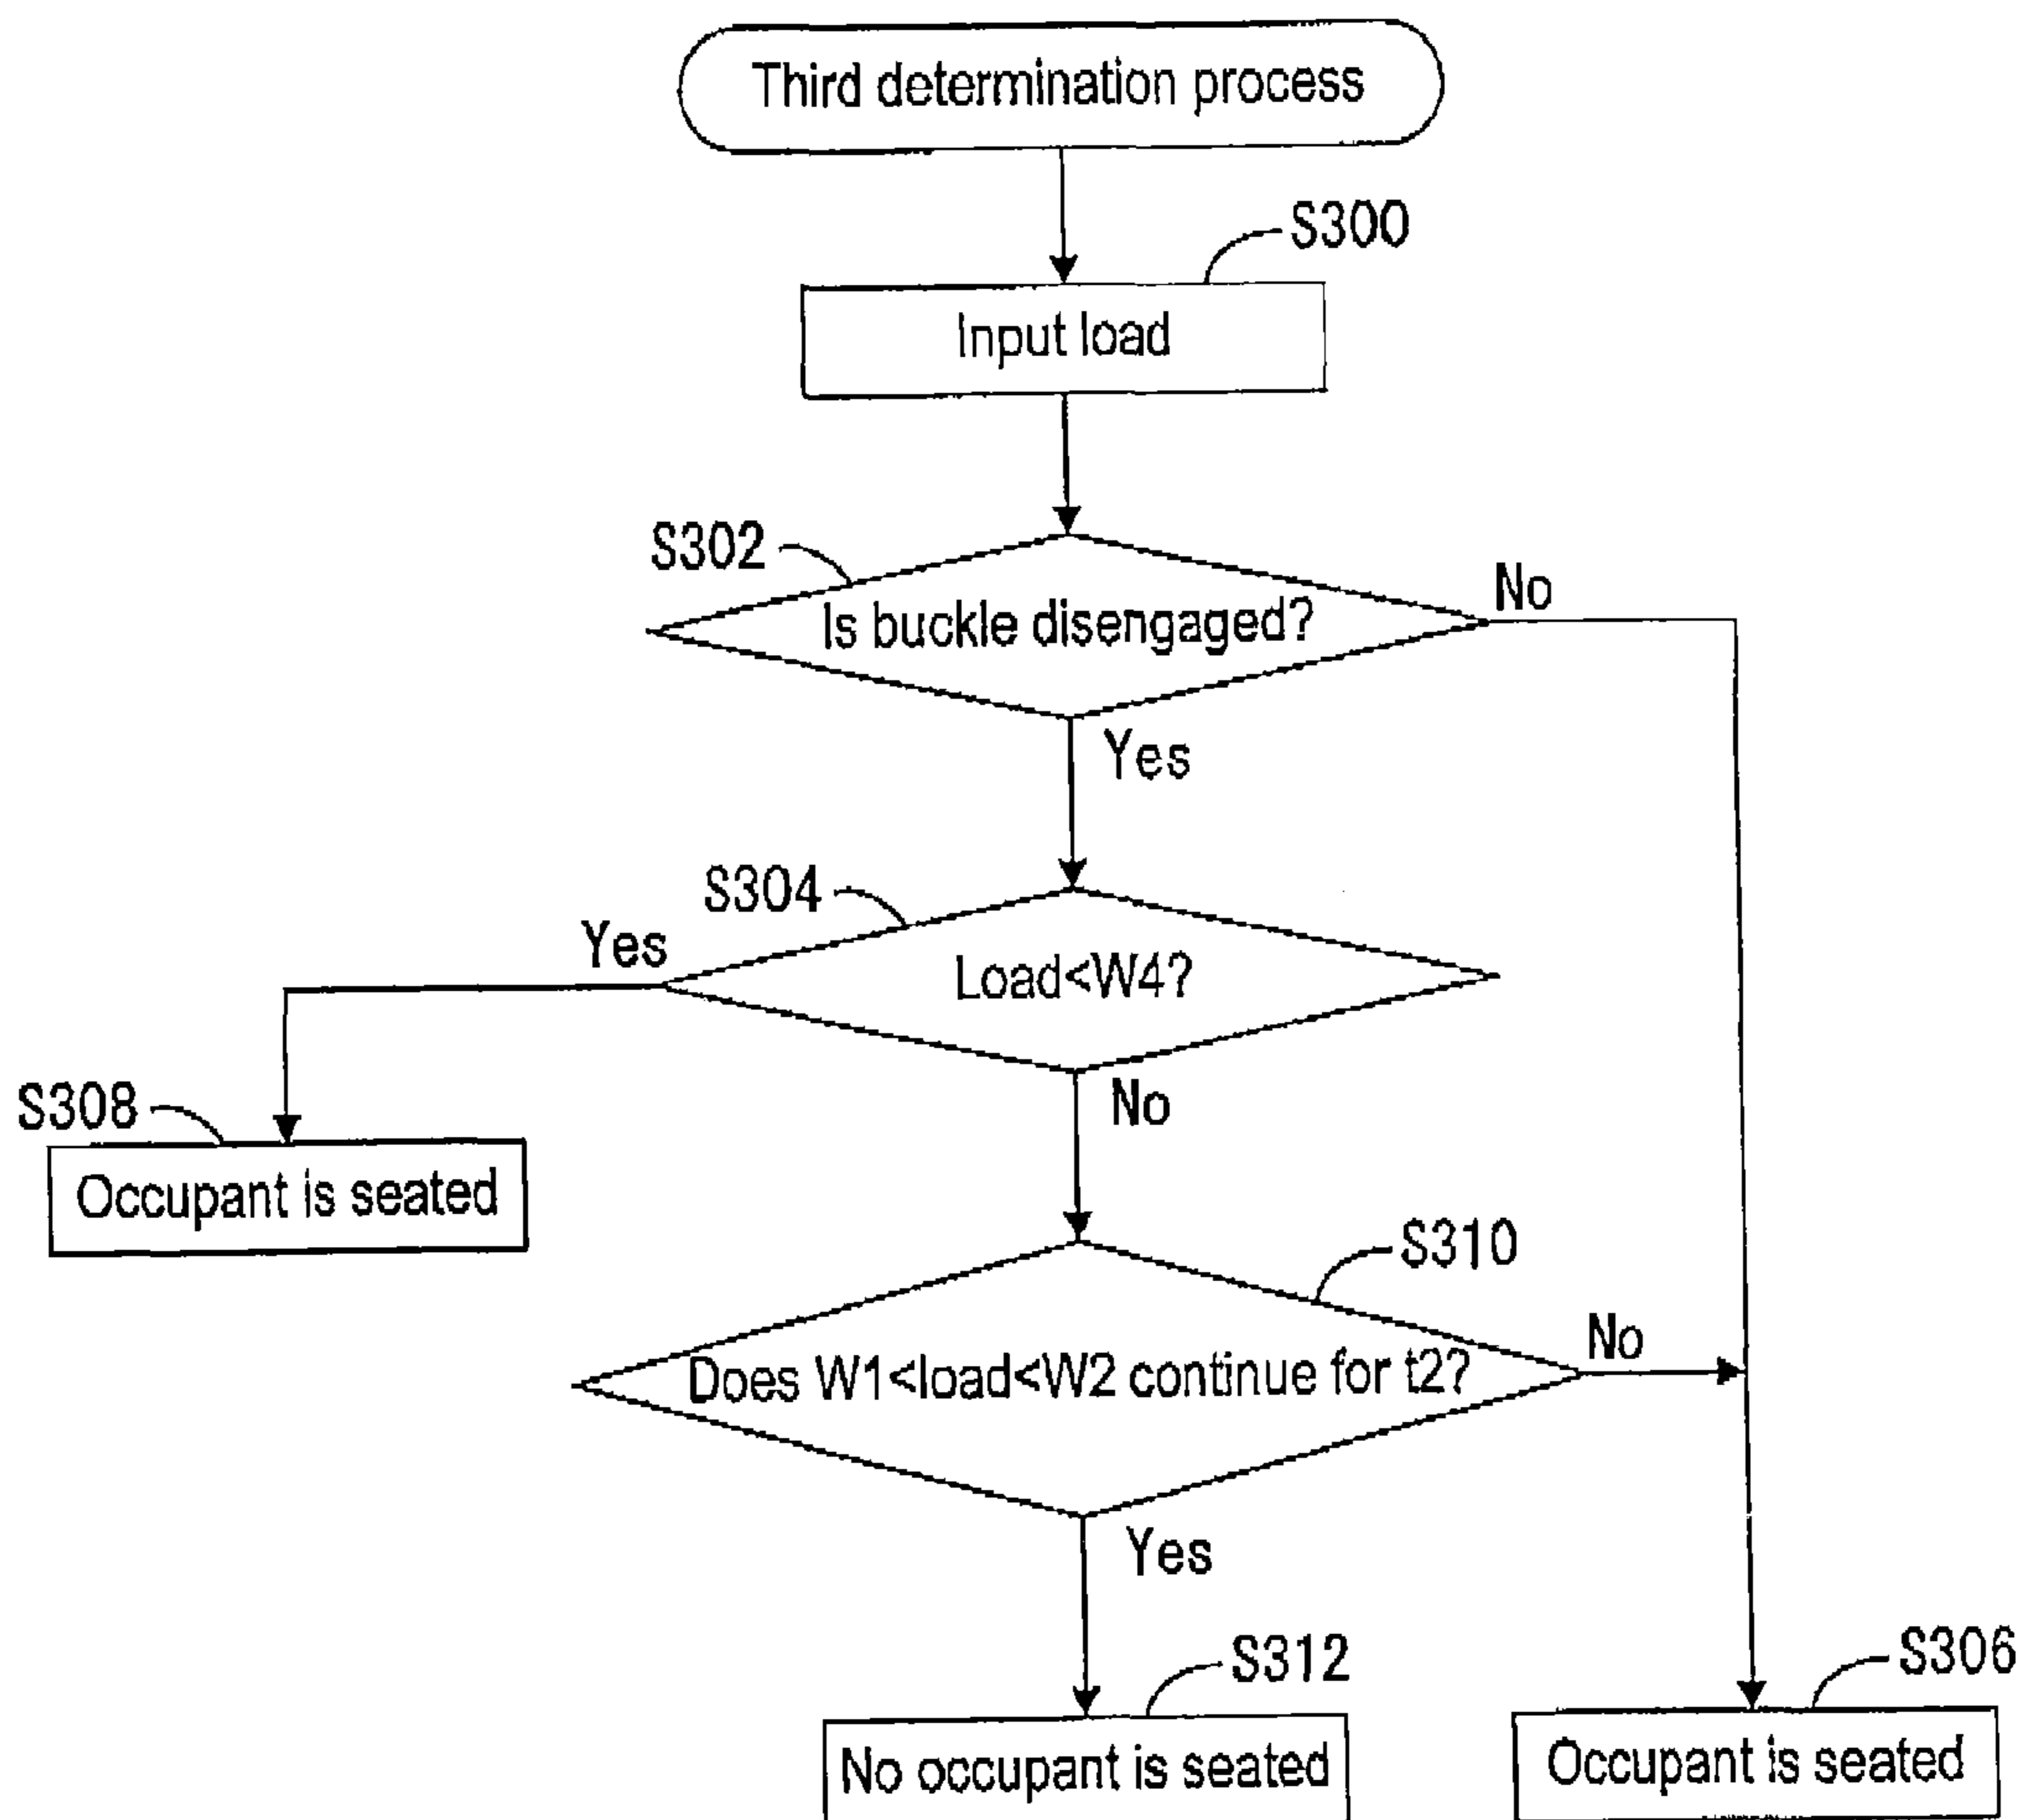 Third determination process
S300
Input load
S302
Is buckle disengaged?
No
Yes
S304
Yes
Load<W4?
No
S308
Occupant is seated
S310
Does W1<load<W2 continue for t2?
No
Yes
S312
No occupant is seated
S306
Occupant is seated